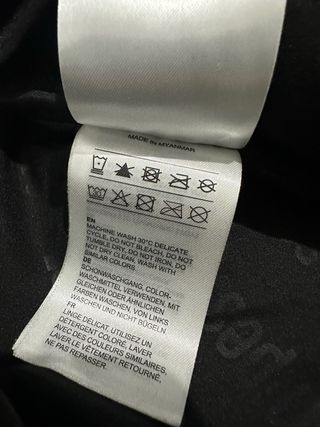 MADE IN MYANMAR
EN
MACHINE WASH 30°C DELICATE
CYCLE, DO NOT BLEACH, DO NOT
TUMBLE DRY, DO NOT IRON, DO
NOT DRY CLEAN, WASH WITH
SIMILAR COLORS.
DE
SCHONWASCHGANG, COLOR-
WASCHMITTEL VERWENDEN, MIT
GLEICHEN ODER ÄHNLICHEN
FARBEN WASCHEN, VON LINKS
WASCHEN UND NICHT BÜGELN
FR
LINGE DÉLICAT. UTILISEZ UN
DÉTERGENT COLORÉ. LAVER
AVEC DES COULEURS SIMILAIRES.
LAVER LE VÊTEMENT RETOURNÉ,
NE PAS REPASSER.